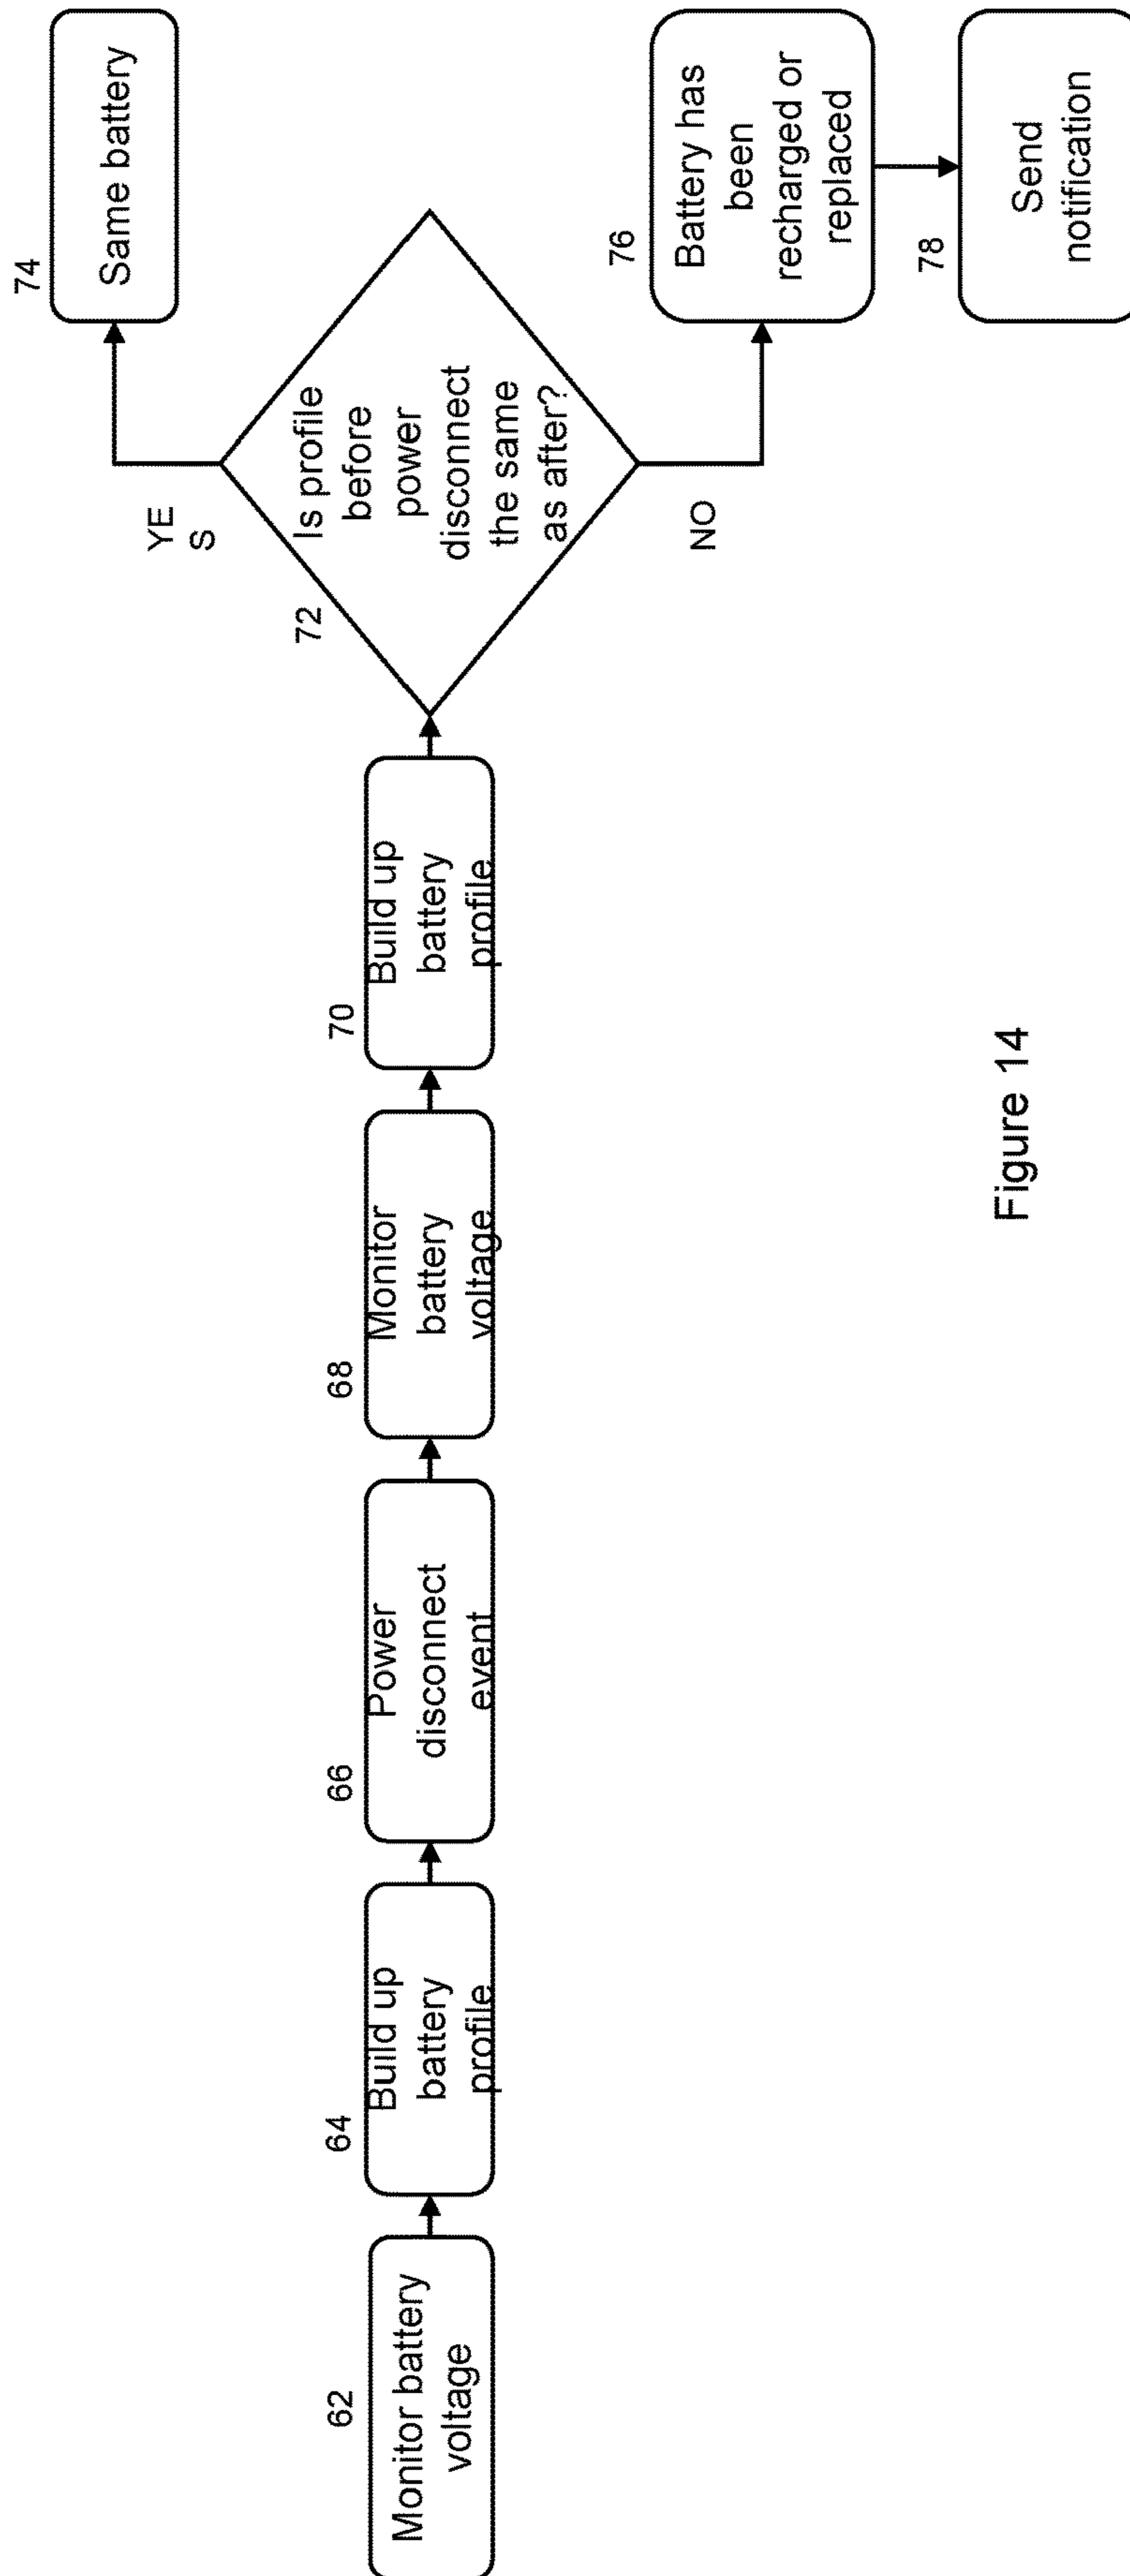 62
Monitor battery
voltage
64
Build up
battery
profile
66
Power
disconnect
event
68
Monitor
battery
voltage
70
Build up
battery
profile
72
Is profile
before
power
disconnect
the same
as after?
YE
S
74
Same battery
NO
76
Battery has
been
recharged or
replaced
78
Send
notification
Figure 14